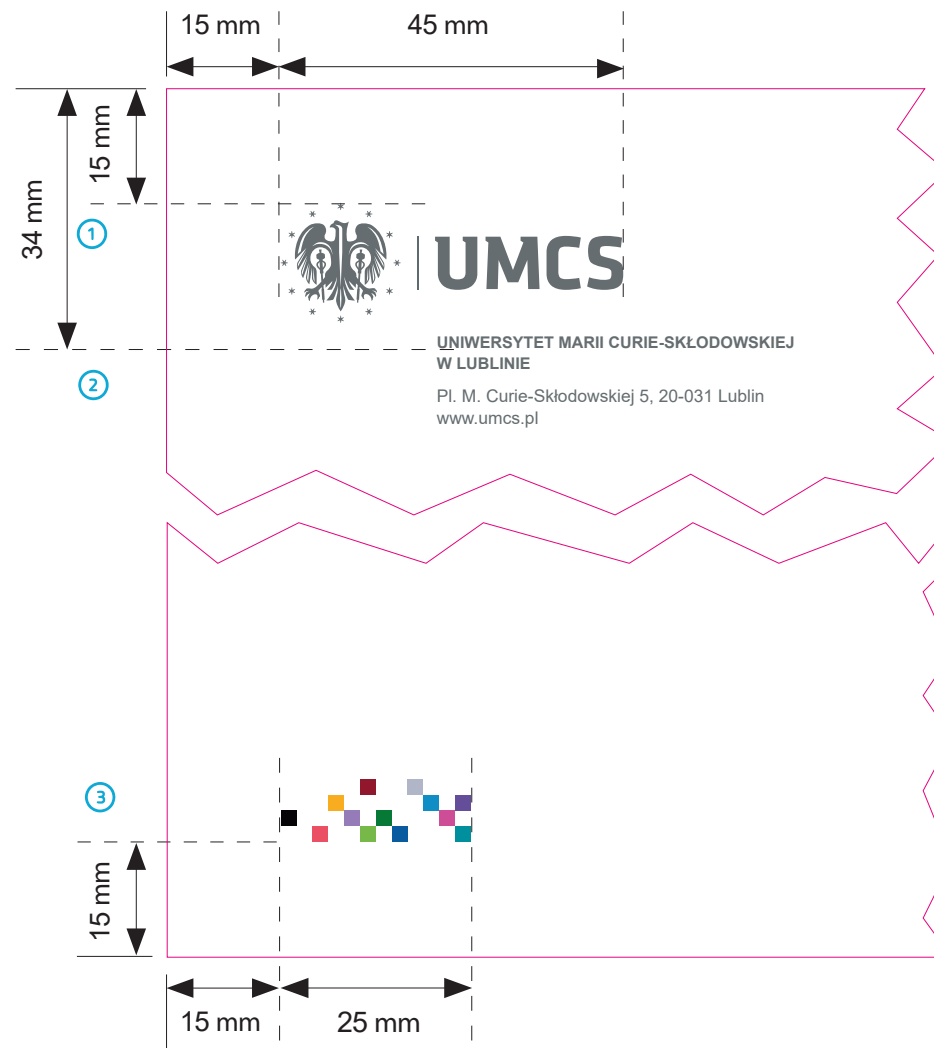 15 mm
45 mm
15 mm
34 mm
1
UMCS
UNIWERSYTET MARII CURIE-SKŁODOWSKIEJ
W LUBLINIE
2
Pl. M. Curie-Skłodowskiej 5, 20-031 Lublin
www.umcs.pl
3
15 mm
15 mm
25 mm